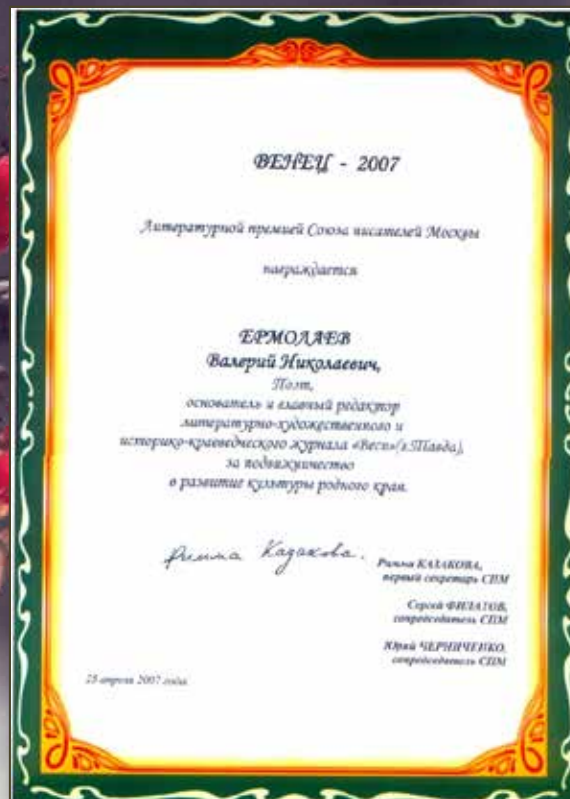 ВЕНЕЦ - 2007
Литературной премией Союза писателей Москвы
награждается
ЕРМОЛАЕВ
Валерий Николаевич,
Поэт,
основатель и главный редактор
литературно-художественного и
историко-краеведческого журнала «Веси»(г.Тавда),
за подвижничество
в развитие культуры родного края.
Римма Казакова.
Римма КАЗАКОВА,
первый секретарь СПМ
Сергей ФИЛАТОВ,
сопредседатель СПМ
Юрий ЧЕРНИЧЕНКО,
сопредседатель СПМ
25 апреля 2007 года.